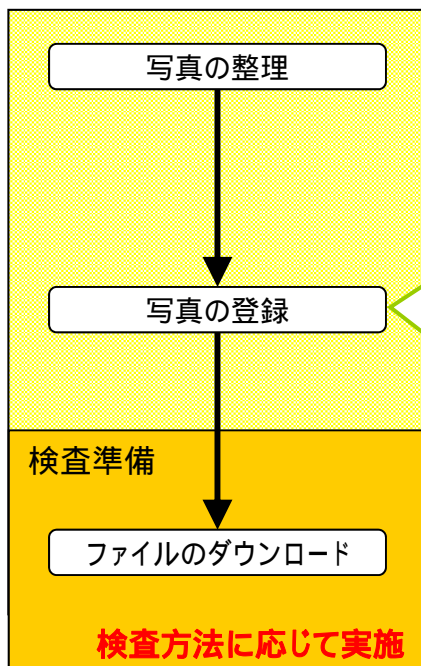 写真の整理
写真の登録
検査準備
ファイルのダウンロード
検査方法に応じて実施